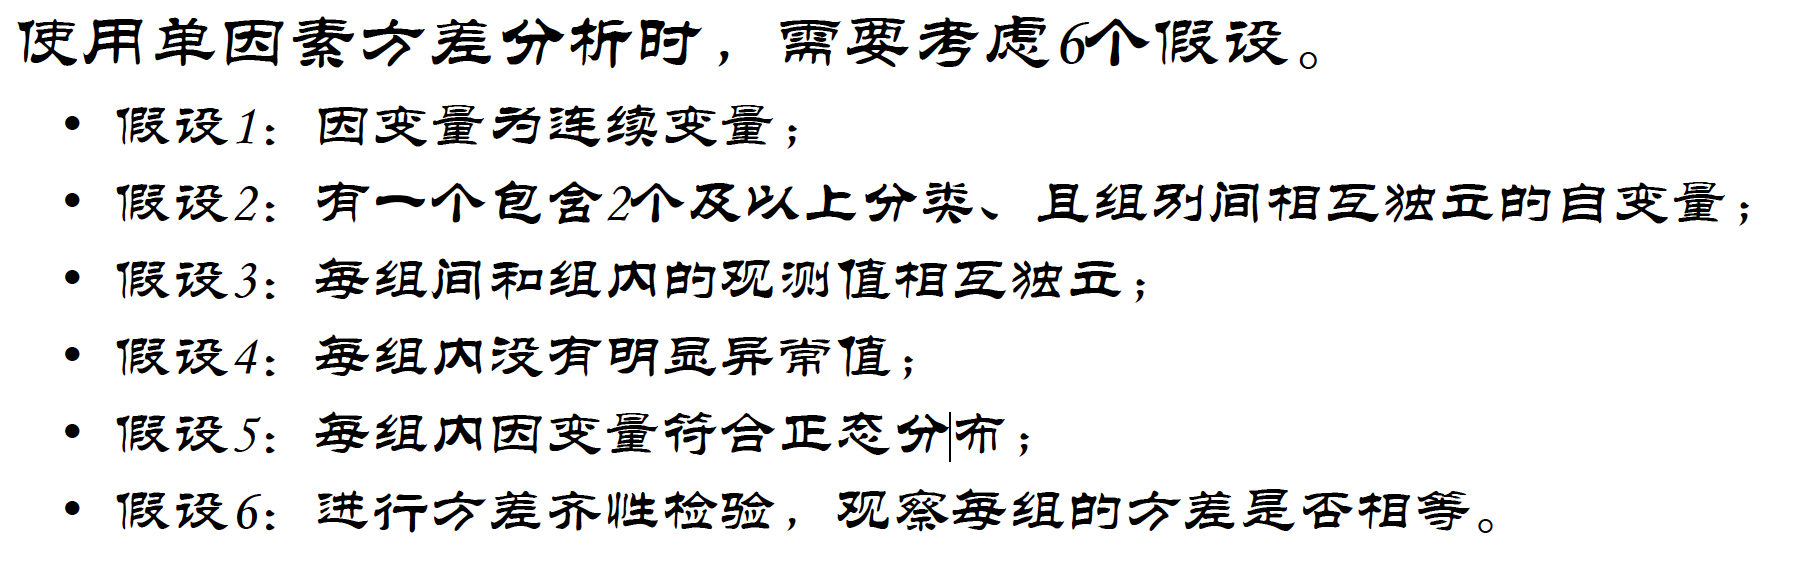 使用单因素方差分析时，需要考虑6个假设。
• 假设1：因变量为连续变量；
• 假设2：有一个包含2个及以上分类、且组别间相互独立的自变量；
• 假设3：每组间和组内的观测值相互独立；
• 假设4：每组内没有明显异常值；
• 假设5：每组内因变量符合正态分布；
• 假设6：进行方差齐性检验，观察每组的方差是否相等。